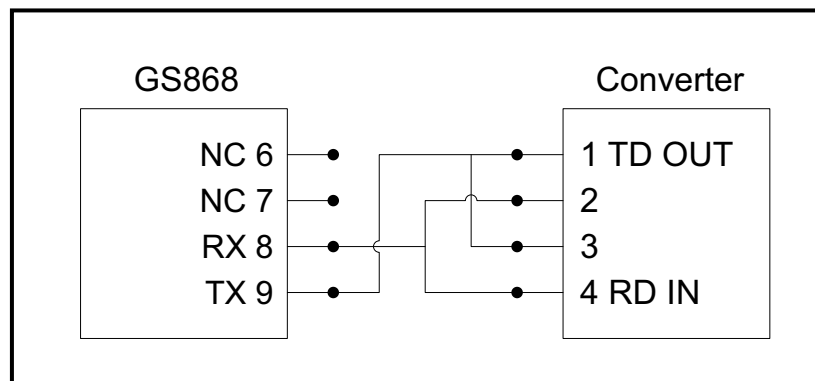 GS868
NC 6
NC 7
RX 8
TX 9
Converter
1 TD OUT
2
3
4 RD IN